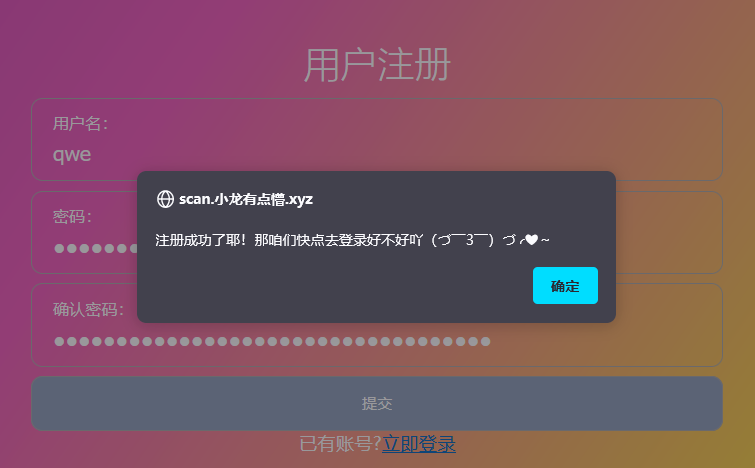 用户注册
用户名：
qwe
scan.小龙有点懵.xyz
注册成功了耶！那咱们快点去登录好不好吖（づ￣3￣）づ╭❤～
确定
密码：
确认密码：
提交
已有账号?立即登录